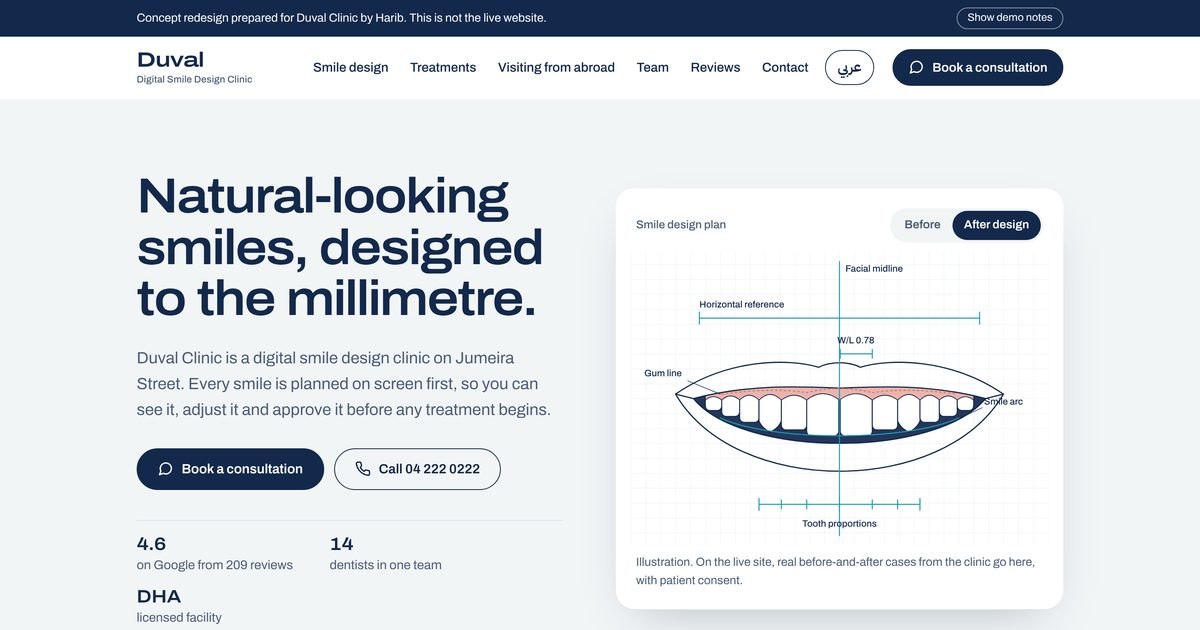 Concept redesign prepared for Duval Clinic by Harib. This is not the live website.
Show demo notes
Duval
Digital Smile Design Clinic
Smile design
Treatments
Visiting from abroad
Team
Reviews
Contact
عربي
Book a consultation
Natural-looking
smiles, designed
to the millimetre.
Duval Clinic is a digital smile design clinic on Jumeira
Street. Every smile is planned on screen first, so you can
see it, adjust it and approve it before any treatment begins.
Book a consultation
Call 04 222 0222
4.6
on Google from 209 reviews
14
dentists in one team
DHA
licensed facility
Smile design plan
Before
After design
Facial midline
Horizontal reference
W/L 0.78
Gum line
Smile arc
Tooth proportions
Illustration. On the live site, real before-and-after cases from the clinic go here,
with patient consent.